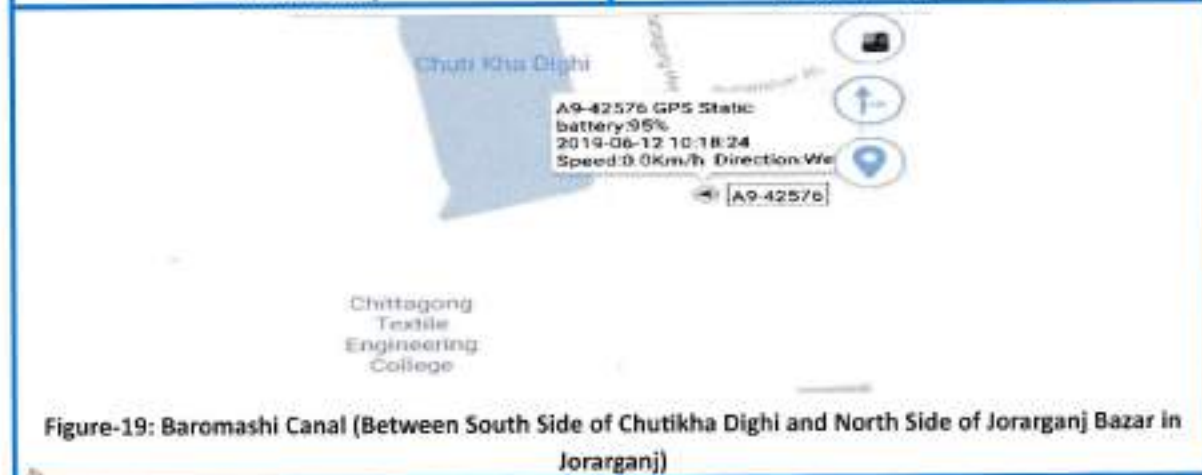 Chuti Kha Dighi
A9-42576 GPS Static
battery:95%
2019-06-12 10:18:24
Speed:0.0Km/h Direction:We
A9-42576
Chittagong
Textile
Engineering
College
Figure-19: Baromashi Canal (Between South Side of Chutikha Dighi and North Side of Jorarganj Bazar in
Jorarganj)